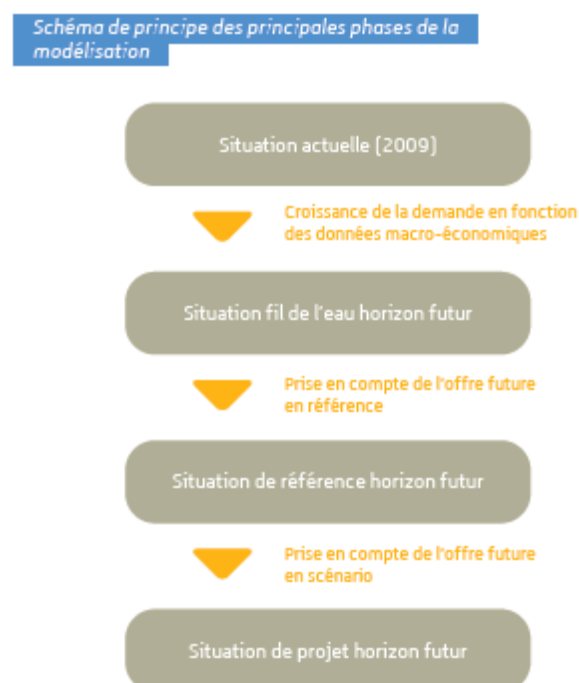 Schéma de principe des principales phases de la
modélisation
Situation actuelle (2009)
Croissance de la demande en fonction
des données macro-économiques
Situation fil de l'eau horizon futur
Prise en compte de l'offre future
en référence
Situation de référence horizon futur
Prise en compte de l'offre future
en scénario
Situation de projet horizon futur